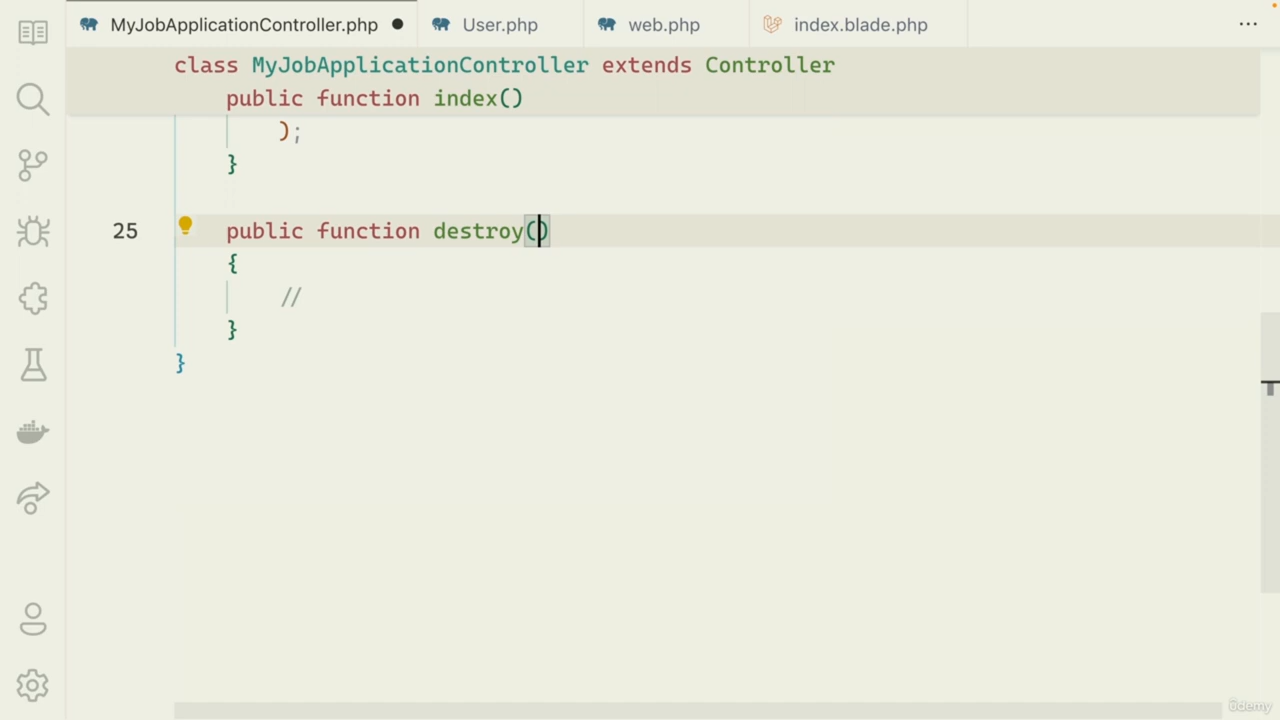 MyJobApplicationController.php
User.php
web.php
index.blade.php
class MyJobApplicationController extends Controller
public function index()
);
}
25 public function destroy()
{
//
}
}
ûdemy